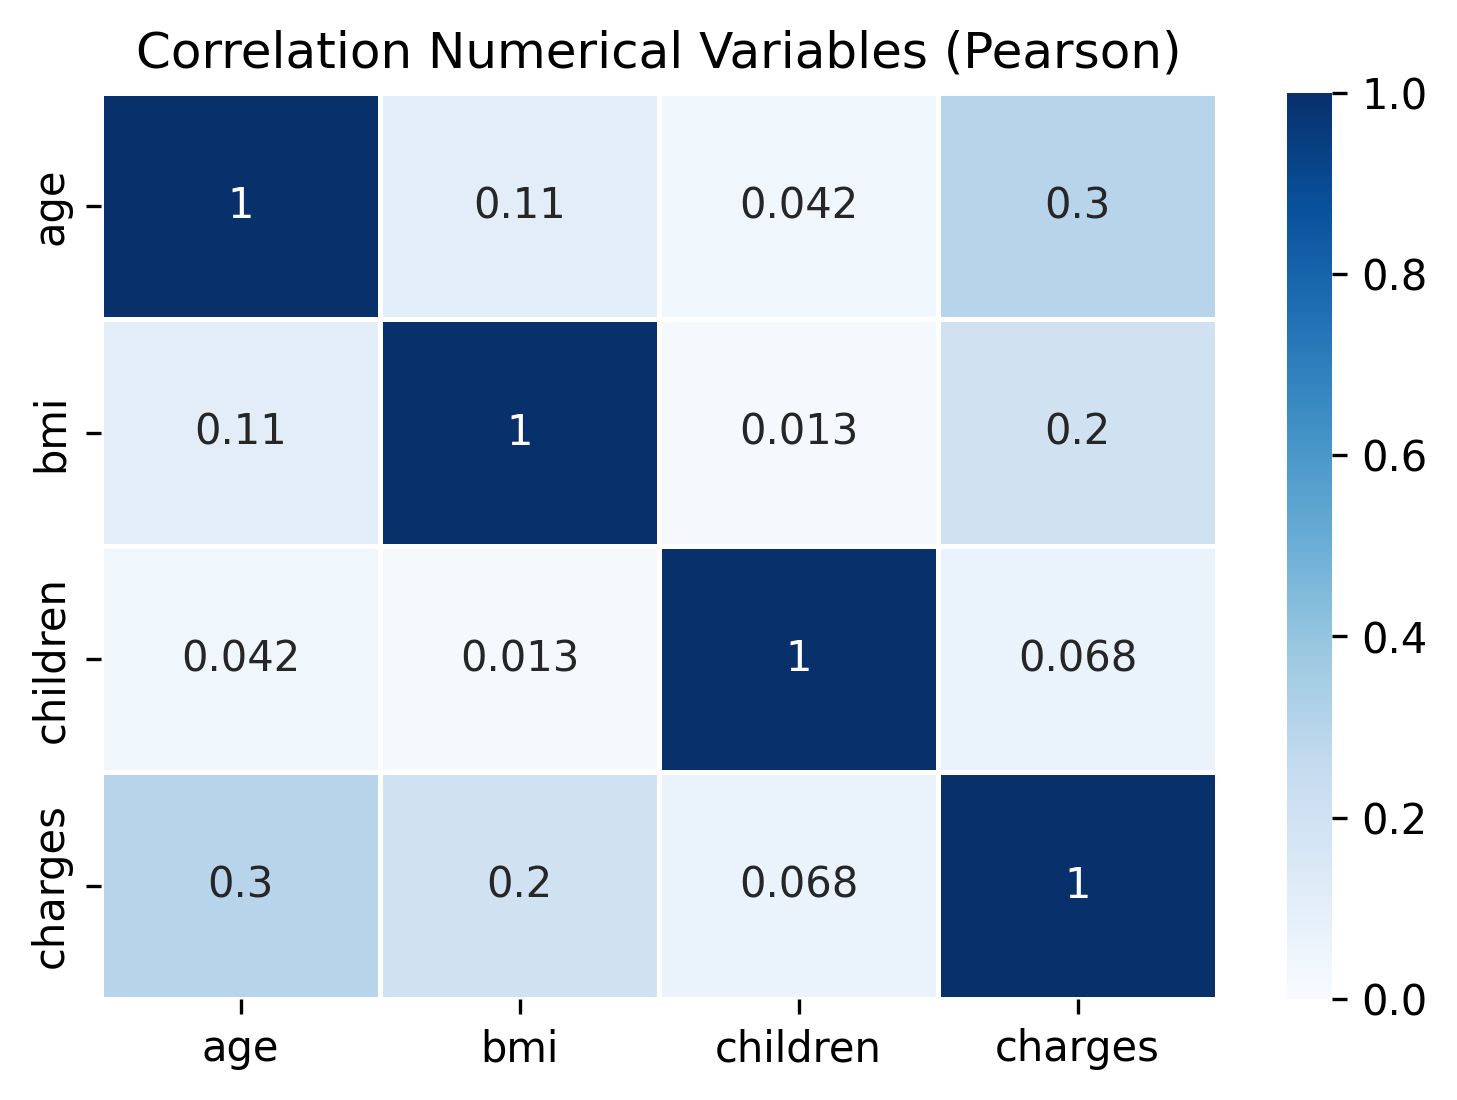 Correlation Numerical Variables (Pearson)
age 1 0.11 0.042 0.3
bmi 0.11 1 0.013 0.2
children 0.042 0.013 1 0.068
charges 0.3 0.2 0.068 1
age bmi children charges
1.0
0.8
0.6
0.4
0.2
0.0